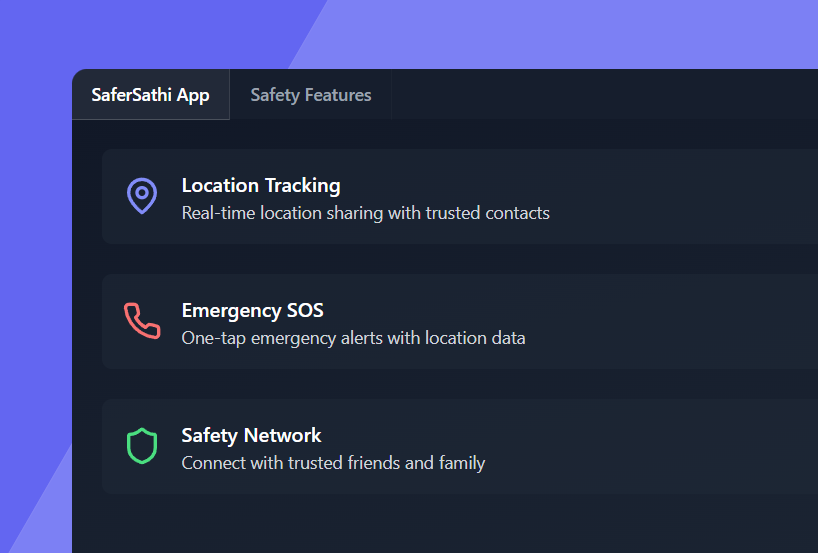 SaferSathi App
Safety Features
Location Tracking
Real-time location sharing with trusted contacts
Emergency SOS
One-tap emergency alerts with location data
Safety Network
Connect with trusted friends and family